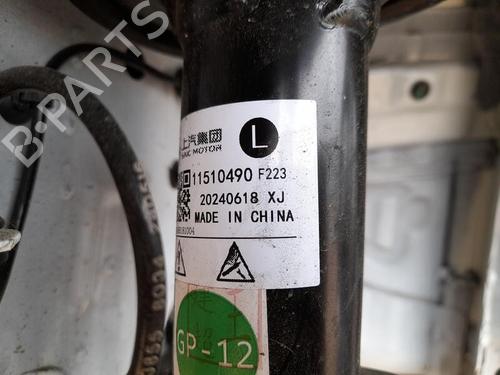 上汽集团
SAIC MOTOR
L
11510490 F223
20240618 XJ
MADE IN CHINA
GP-12
B-PARTS